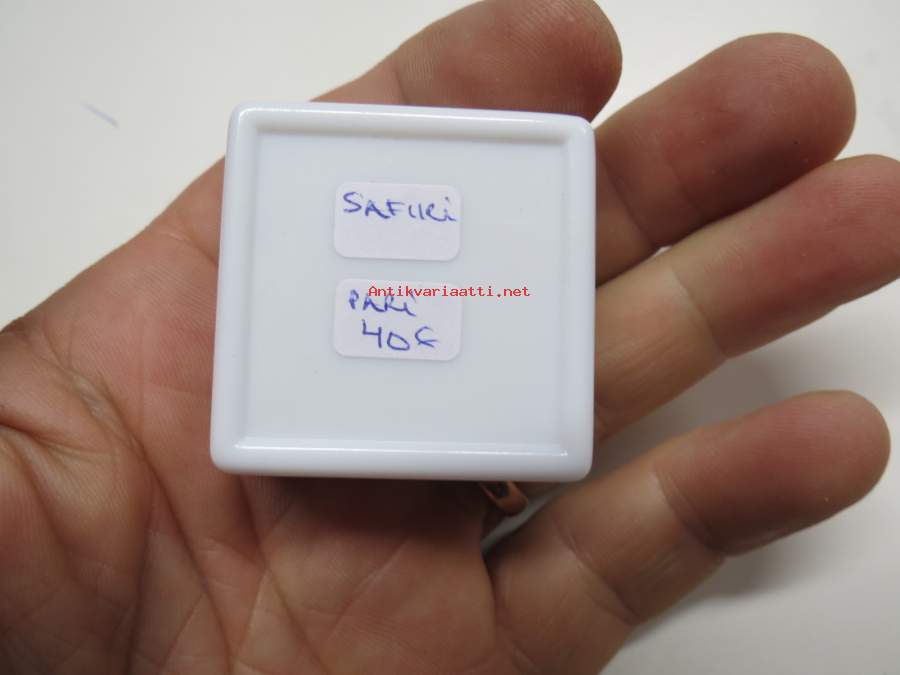 SAFIIRI
Antikvariaatti.net
PARI
40€